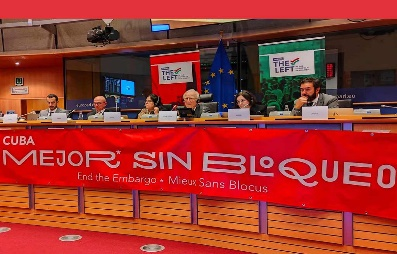 THE
LEFT
THE
LEFT
CUBA
MEJOR SIN BLOQUEO
End the Embargo • Mieux Sans Blocus